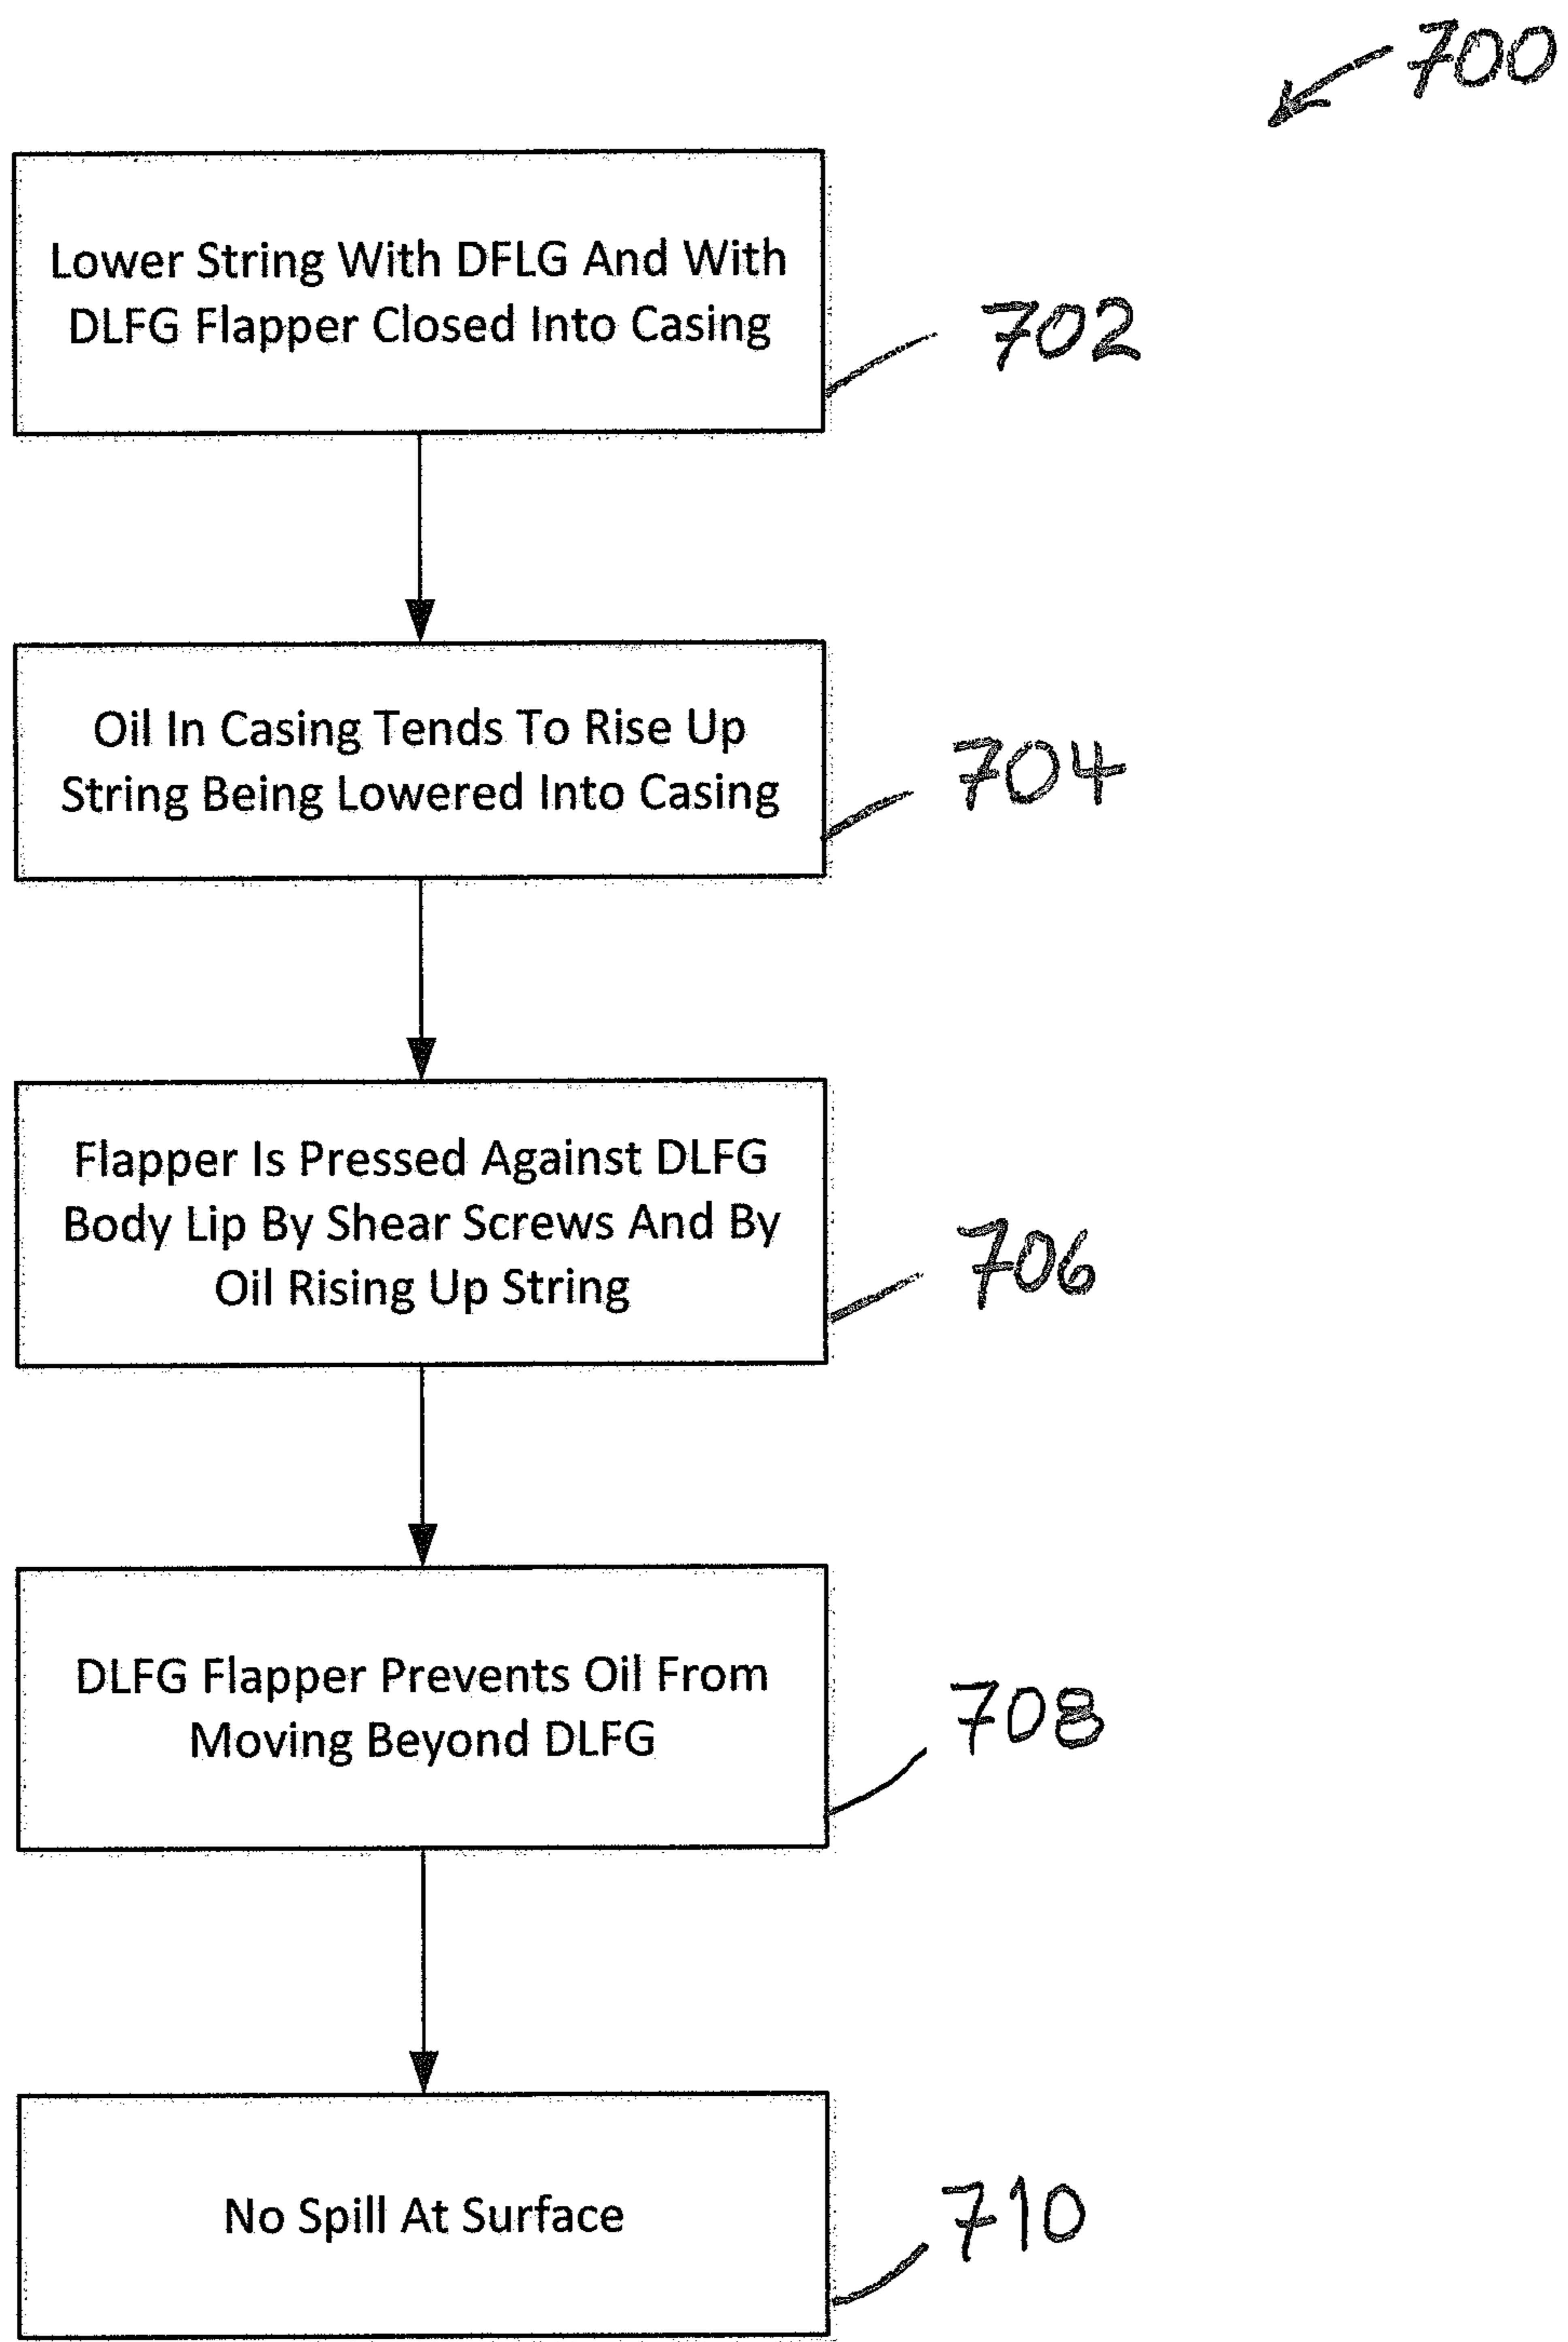 700
Lower String With DFLG And With
DLFG Flapper Closed Into Casing
702
Oil In Casing Tends To Rise Up
String Being Lowered Into Casing
704
Flapper Is Pressed Against DLFG
Body Lip By Shear Screws And By
Oil Rising Up String
706
DLFG Flapper Prevents Oil From
Moving Beyond DLFG
708
No Spill At Surface
710